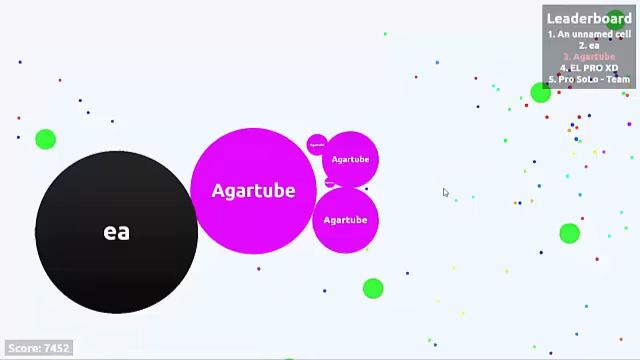 Leaderboard
1. An unnamed cell
2. ea
3. Agartube
4. EL PRO XD
5. Pro SoLo - Team
Agartube
Agartube
Agartube
Agartube
ea
Score: 7452